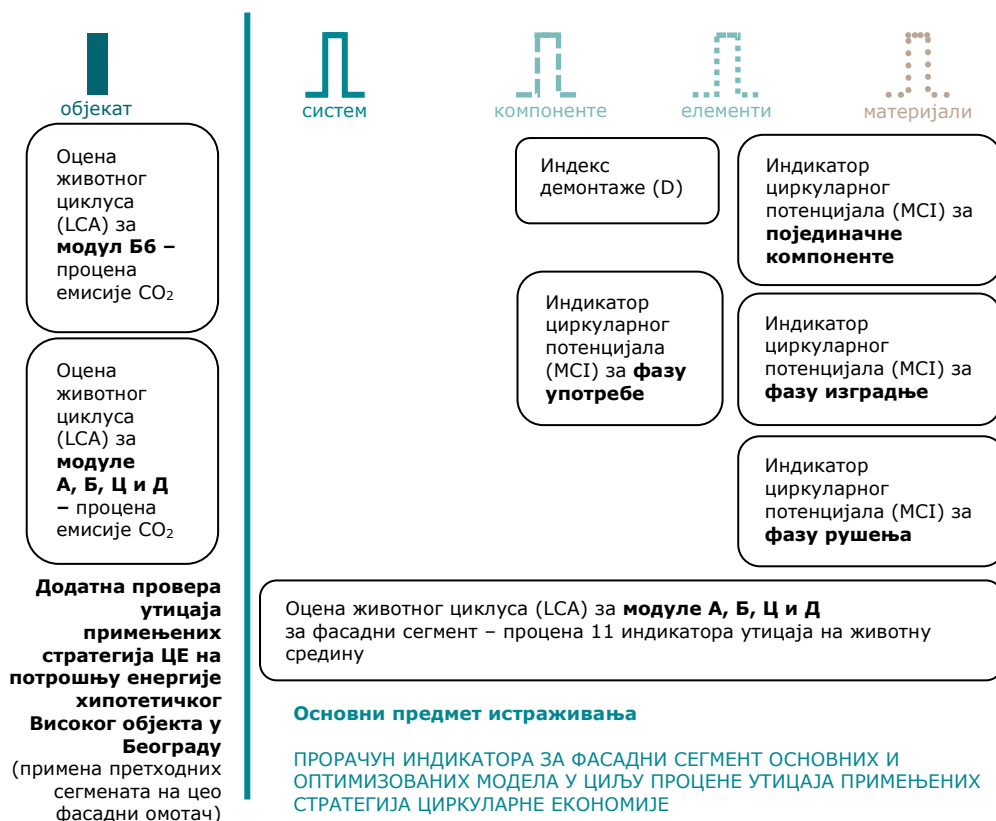 објекат
систем
компоненте
елементи
материјали
Оцена
животног
циклуса
(LCA) за
модул Б6 –
процена
емисије CO₂
Оцена
животног
циклуса
(LCA) за
модуле
А, Б, Ц и Д
– процена
емисије CO₂
Додатна провера
утицаја
примењених
стратегија ЦЕ на
потрошњу енергије
хипотетичког
Високог објекта у
Београду
(примена претходних
сегмената на цео
фасадни омотач)
Индекс
демонтаже (D)
Индикатор
циркуларног
потенцијала
(MCI) за фазу
употребе
Индикатор
циркуларног
потенцијала (MCI) за
појединачне
компоненте
Индикатор
циркуларног
потенцијала (MCI) за
фазу изградње
Индикатор
циркуларног
потенцијала (MCI) за
фазу рушења
Оцена животног циклуса (LCA) за модуле А, Б, Ц и Д
за фасадни сегмент – процена 11 индикатора утицаја на животну
средину
Основни предмет истраживања
ПРОРАЧУН ИНДИКАТОРА ЗА ФАСАДНИ СЕГМЕНТ ОСНОВНИХ И
ОПТИМИЗОВАНИХ МОДЕЛА У ЦИЉУ ПРОЦЕНЕ УТИЦАЈА ПРИМЕЊЕНИХ
СТРАТЕГИЈА ЦИРКУЛАРНЕ ЕКОНОМИЈЕ